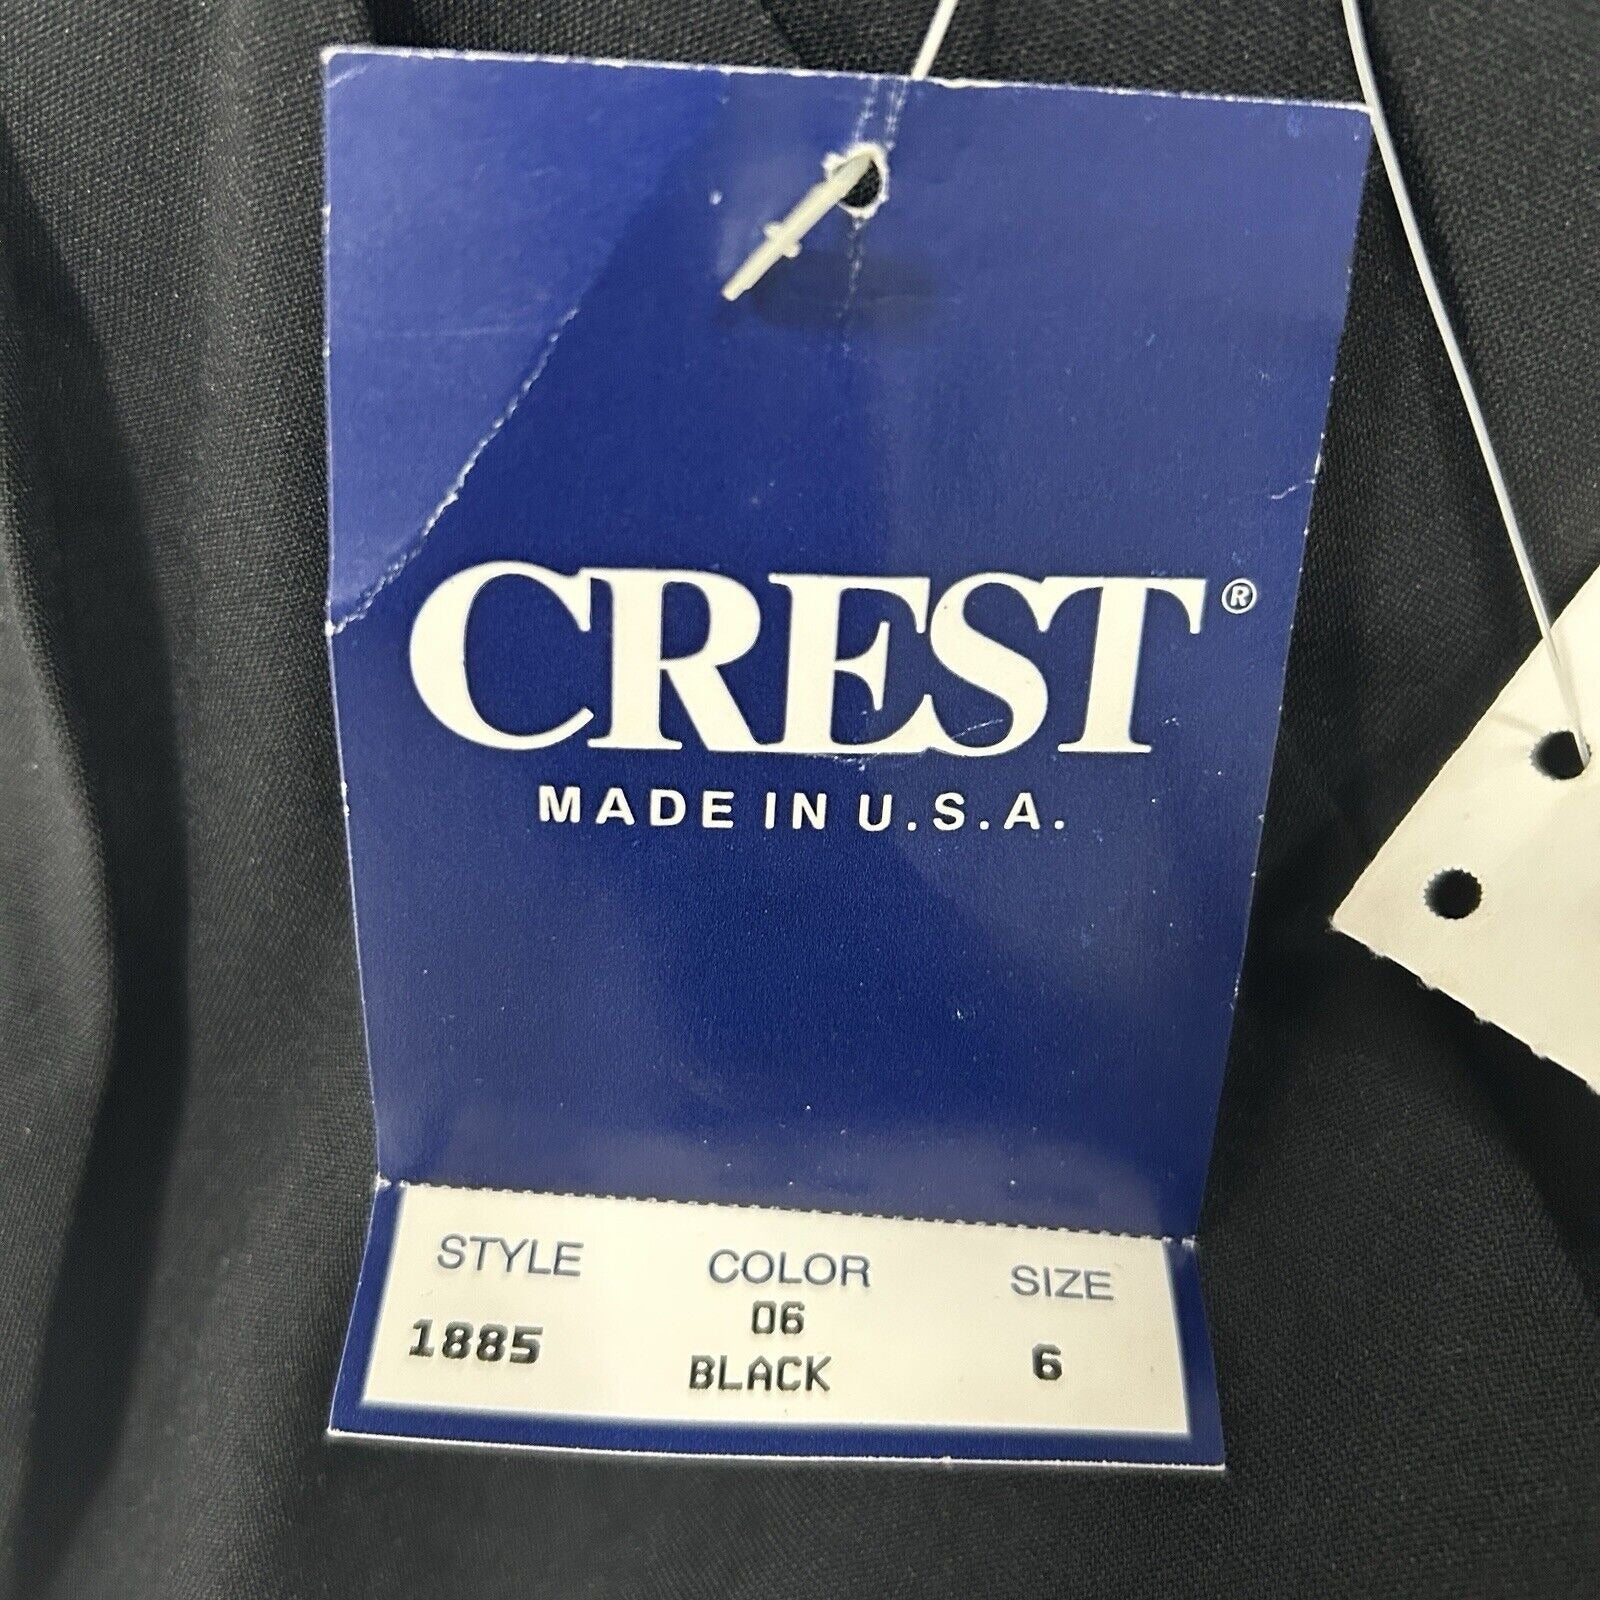 CREST®
MADE IN U.S.A.
STYLE COLOR SIZE
1885 06 BLACK 6